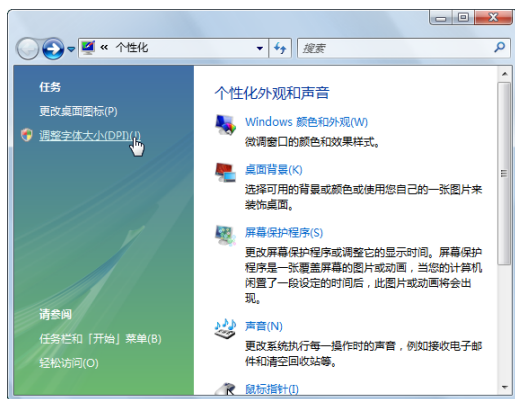 « 个性化
搜索
任务
更改桌面图标(P)
调整字体大小(DPI)(J)
请参阅
任务栏和「开始」菜单(B)
轻松访问(O)
个性化外观和声音
Windows 颜色和外观(W)
微调窗口的颜色和效果样式。
桌面背景(K)
选择可用的背景或颜色或使用您自己的一张图片来
装饰桌面。
屏幕保护程序(S)
更改屏幕保护程序或调整它的显示时间。屏幕保护
程序是一张覆盖屏幕的图片或动画，当您的计算机
闲置了一段设定的时间后，此图片或动画将会出
现。
声音(N)
更改系统执行每一操作时的声音，例如接收电子邮
件和清空回收站等。
鼠标指针(I)